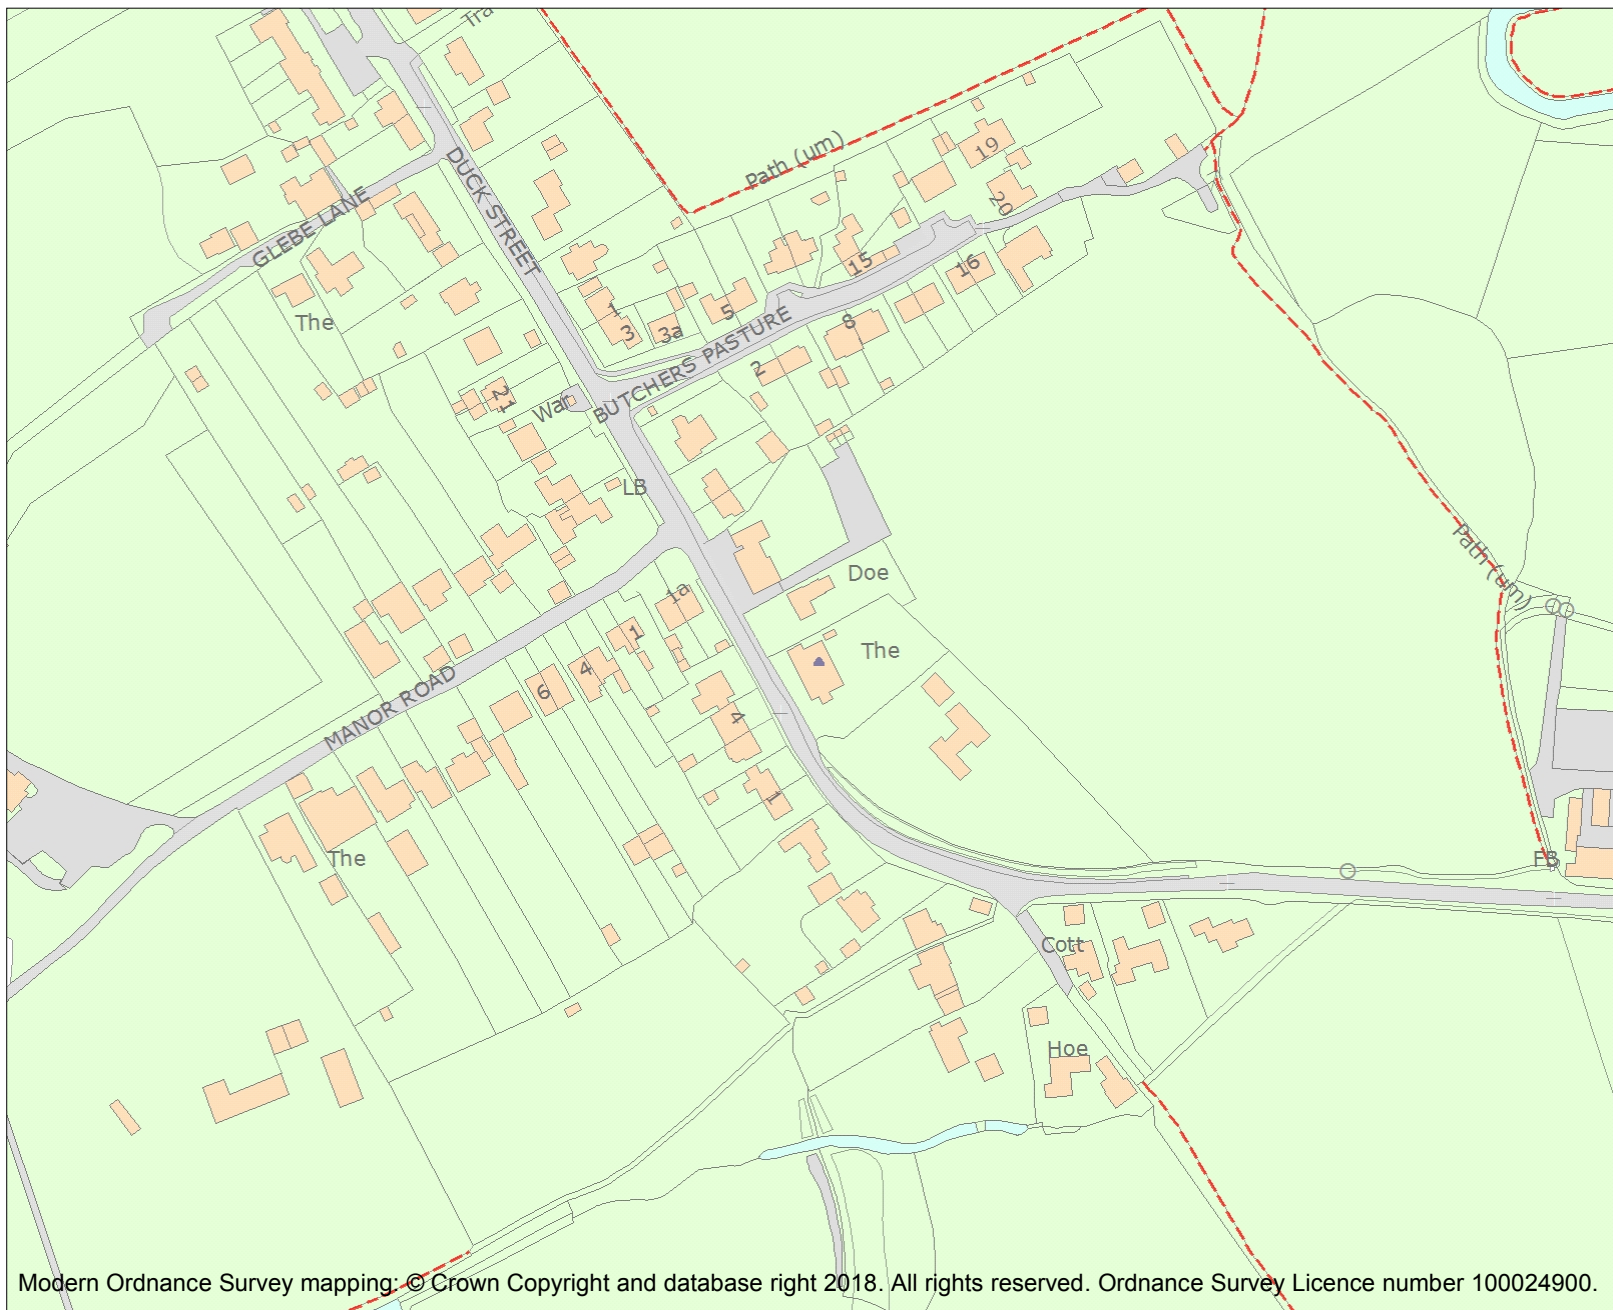 Tra
DUCK STREET
GLEBE LANE
Path (um)
19
20
15
16
The
1
3
3a
5
8
BUTCHERS PASTURE
2
21
War
LB
Path (um)
Doe
1a
1
The
4
6
MANOR ROAD
4
1
The
FB
Cott
Hoe
Modern Ordnance Survey mapping: © Crown Copyright and database right 2018. All rights reserved. Ordnance Survey Licence number 100024900.